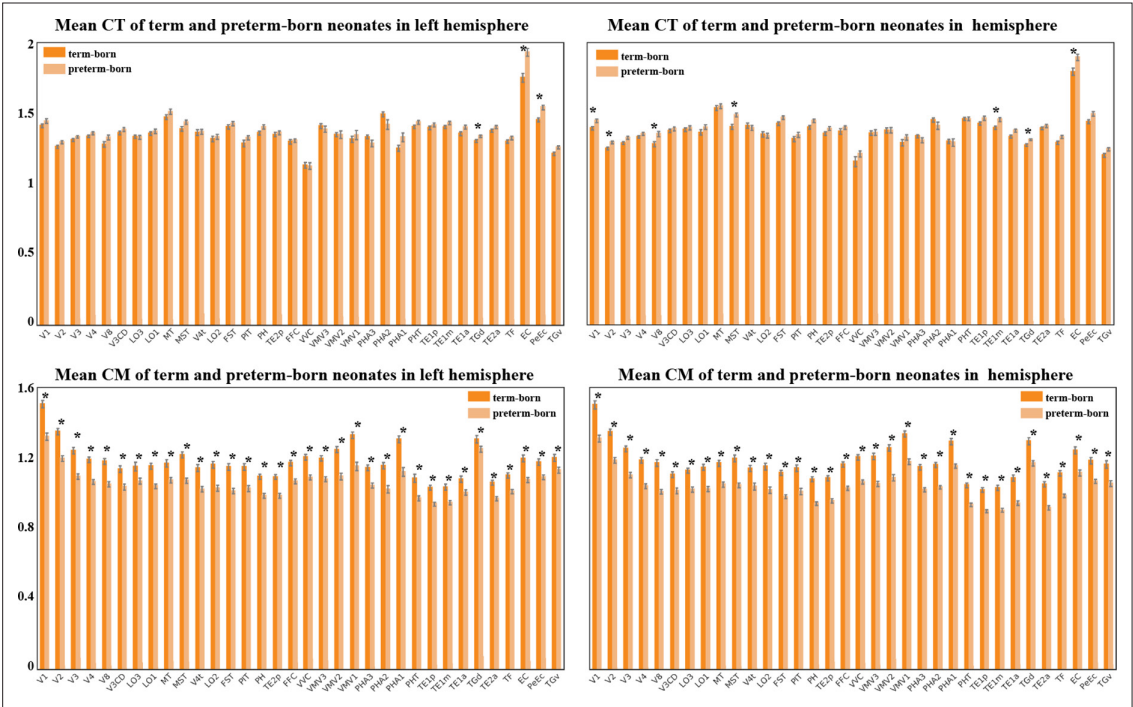 Mean CT of term and preterm-born neonates in left hemisphere
term-born
preterm-born
2
1.5
1
0.5
0
V1 V2 V3 V4 V8 V3CD LO3 LO1 MT MST V4t LO2 FST PIT PH TE2p FFC VVC VMV3 VMV2 VMV1 PHA3 PHA2 PHA1 PHT TE1p TE1m TE1a TGd TE2a TF EC PeEc TGv
Mean CT of term and preterm-born neonates in hemisphere
term-born
preterm-born
V1 V2 V3 V4 V8 V3CD LO3 LO1 MT MST V4t LO2 FST PIT PH TE2p FFC VVC VMV3 VMV2 VMV1 PHA3 PHA2 PHA1 PHT TE1p TE1m TE1a TGd TE2a TF EC PeEc TGv
Mean CM of term and preterm-born neonates in left hemisphere
term-born
preterm-born
1.6
1.2
0.8
0.4
0
V1 V2 V3 V4 V8 V3CD LO3 LO1 MT MST V4t LO2 FST PIT PH TE2p FFC VVC VMV3 VMV2 VMV1 PHA3 PHA2 PHA1 PHT TE1p TE1m TE1a TGd TE2a TF EC PeEc TGv
Mean CM of term and preterm-born neonates in hemisphere
term-born
preterm-born
V1 V2 V3 V4 V8 V3CD LO3 LO1 MT MST V4t LO2 FST PIT PH TE2p FFC VVC VMV3 VMV2 VMV1 PHA3 PHA2 PHA1 PHT TE1p TE1m TE1a TGd TE2a TF EC PeEc TGv